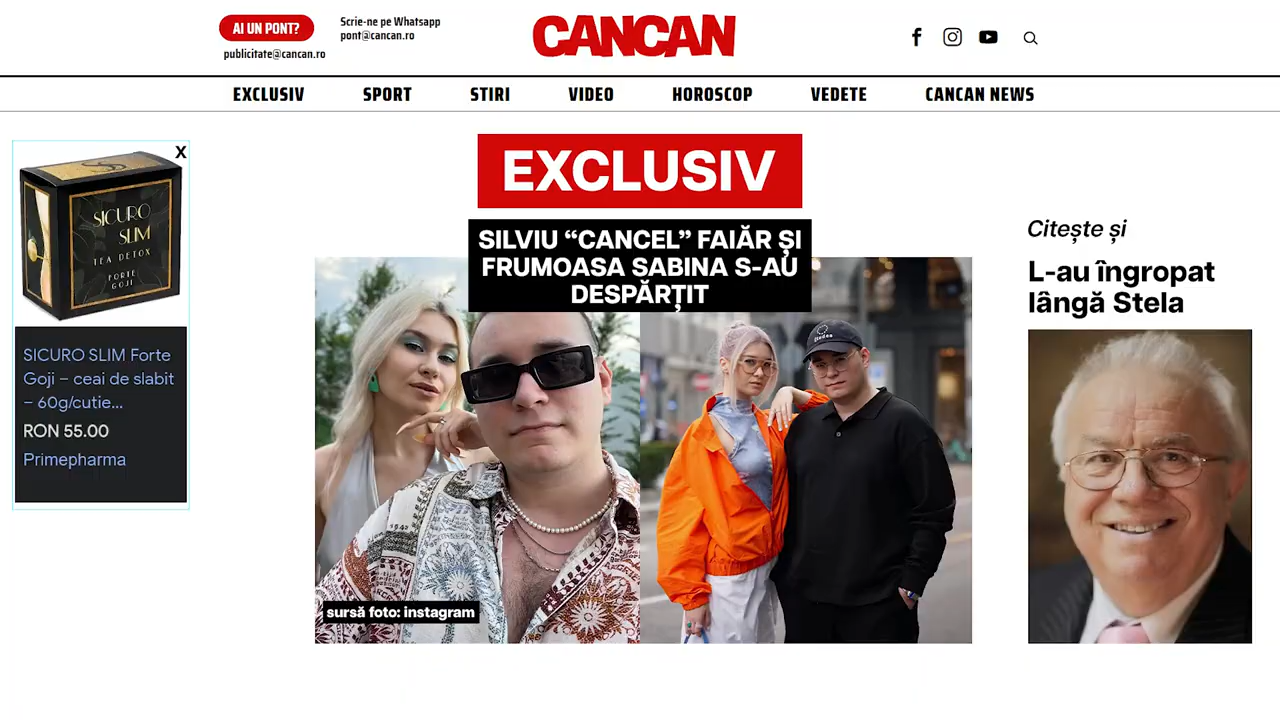 AI UN PONT?
publicitate@cancan.ro
Scrie-ne pe Whatsapp
pont@cancan.ro
CANCAN
EXCLUSIV SPORT STIRI VIDEO HOROSCOP VEDETE CANCAN NEWS
X
SICURO
SLIM
TEA DETOX
FORTE
GOJI
SICURO SLIM Forte
Goji – ceai de slabit
– 60g/cutie...
RON 55.00
Primepharma
EXCLUSIV
SILVIU “CANCEL” FAIĂR ȘI
FRUMOASA SABINA S-AU
DESPĂRȚIT
sursă foto: instagram
Citește și
L-au îngropat
lângă Stela